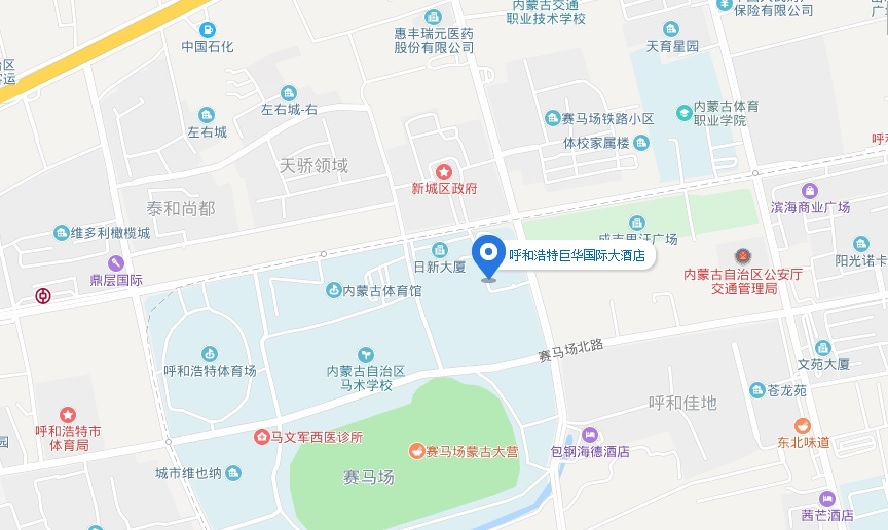 内蒙古交通
职业技术学校
惠丰瑞元医药
股份有限公司
保险有限公司
中国石化
天育星园
左右城-右
左右城
赛马场铁路小区
内蒙古体育
职业学院
体校家属楼
天骄领域
新城区政府
泰和尚都
滨海商业广场
维多利橄榄城
成吉思汗广场
日新大厦
呼和浩特巨华国际大酒店
阳光诺卡
鼎层国际
内蒙古自治区公安厅
交通管理局
内蒙古体育馆
赛马场北路
呼和浩特体育场
内蒙古自治区
马术学校
文苑大厦
苍龙苑
呼和佳地
呼和浩特市
体育局
马文军西医诊所
东北味道
赛马场蒙古大营
包钢海德酒店
城市维也纳
赛马场
茜芒酒店